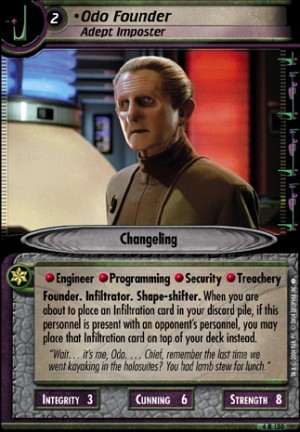 2 •Odo Founder
Adept Imposter
Changeling
Engineer Programming Security Treachery
Founder. Infiltrator. Shape-shifter. When you are
about to place an Infiltration card in your discard pile, if this
personnel is present with an opponent's personnel, you may
place that Infiltration card on top of your deck instead.
"Wait… it's me, Odo. … Chief, remember the last time we
went kayaking in the holosuites? You had lamb stew for lunch."
INTEGRITY 3 CUNNING 6 STRENGTH 8